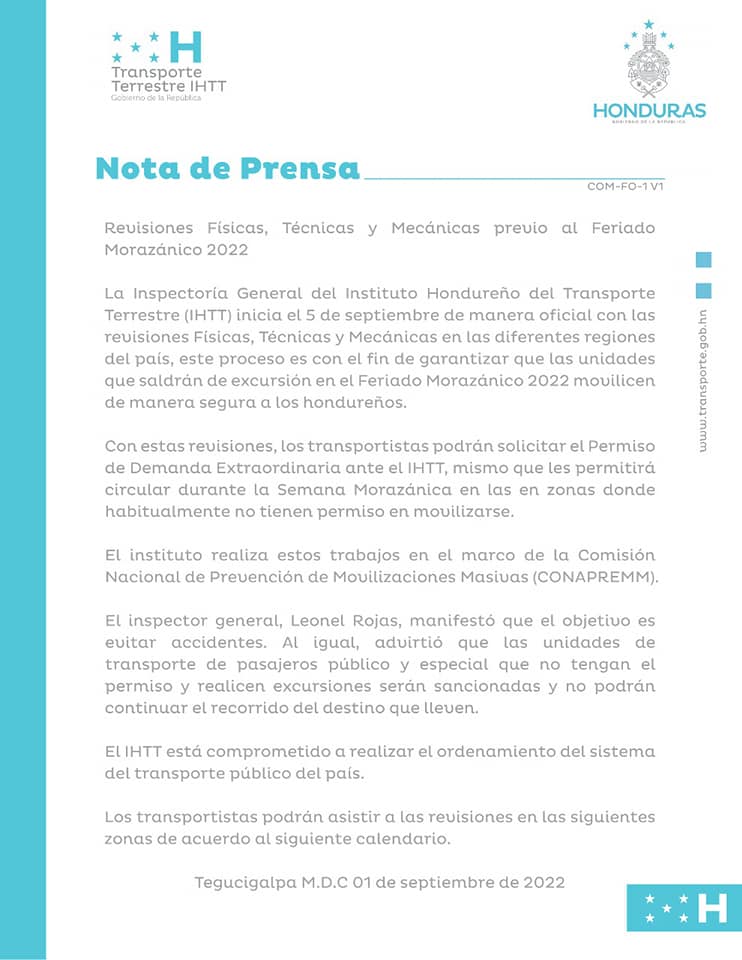 H
Transporte
Terrestre IHTT
Gobierno de la República
HONDURAS
GOBIERNO DE LA REPÚBLICA
Nota de Prensa
COM-FO-1 V1
Revisiones Físicas, Técnicas y Mecánicas previo al Feriado
Morazánico 2022
La Inspectoría General del Instituto Hondureño del Transporte
Terrestre (IHTT) inicia el 5 de septiembre de manera oficial con las
revisiones Físicas, Técnicas y Mecánicas en las diferentes regiones
del país, este proceso es con el fin de garantizar que las unidades
que saldrán de excursión en el Feriado Morazánico 2022 movilicen
de manera segura a los hondureños.
Con estas revisiones, los transportistas podrán solicitar el Permiso
de Demanda Extraordinaria ante el IHTT, mismo que les permitirá
circular durante la Semana Morazánica en las en zonas donde
habitualmente no tienen permiso en movilizarse.
El instituto realiza estos trabajos en el marco de la Comisión
Nacional de Prevención de Movilizaciones Masivas (CONAPREMM).
El inspector general, Leonel Rojas, manifestó que el objetivo es
evitar accidentes. Al igual, advirtió que las unidades de
transporte de pasajeros público y especial que no tengan el
permiso y realicen excursiones serán sancionadas y no podrán
continuar el recorrido del destino que lleven.
El IHTT está comprometido a realizar el ordenamiento del sistema
del transporte público del país.
Los transportistas podrán asistir a las revisiones en las siguientes
zonas de acuerdo al siguiente calendario.
Tegucigalpa M.D.C 01 de septiembre de 2022
www.transporte.gob.hn
H